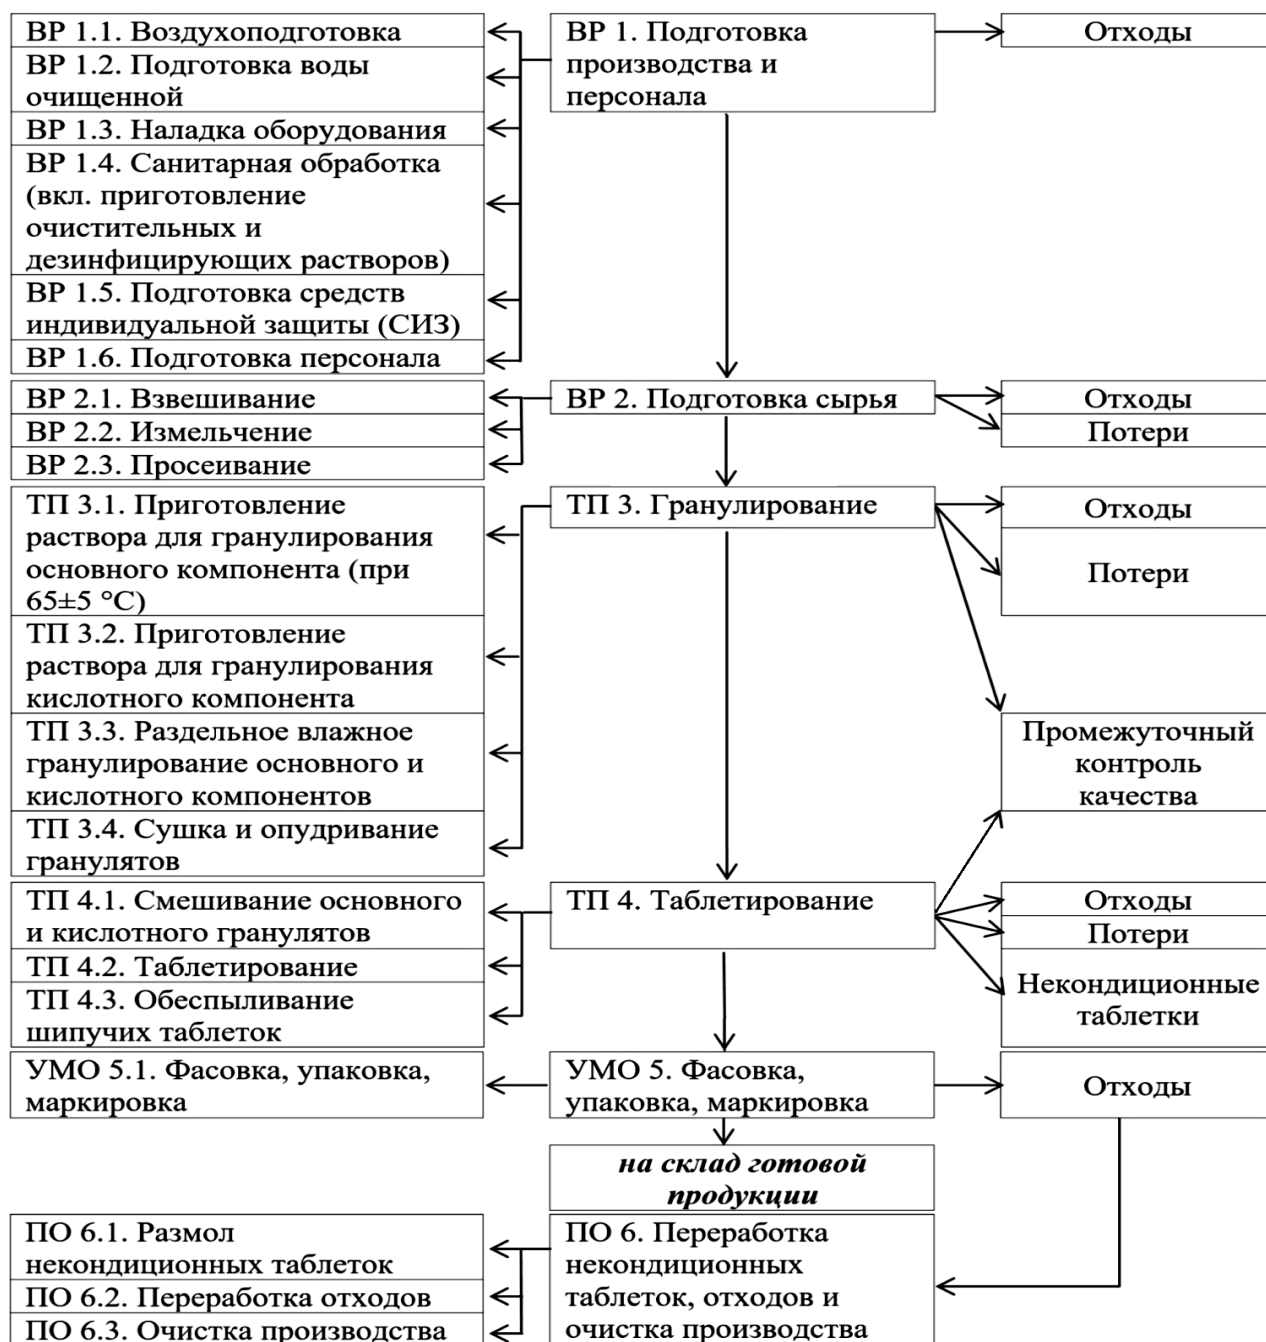 ВР 1.1. Воздухоподготовка
ВР 1.2. Подготовка воды
очищенной
ВР 1.3. Наладка оборудования
ВР 1.4. Санитарная обработка
(вкл. приготовление
очистительных и
дезинфицирующих растворов)
ВР 1.5. Подготовка средств
индивидуальной защиты (СИЗ)
ВР 1.6. Подготовка персонала
ВР 1. Подготовка
производства и
персонала
Отходы
ВР 2.1. Взвешивание
ВР 2.2. Измельчение
ВР 2.3. Просеивание
ВР 2. Подготовка сырья
Отходы
Потери
ТП 3.1. Приготовление
раствора для гранулирования
основного компонента (при
65±5 °C)
ТП 3.2. Приготовление
раствора для гранулирования
кислотного компонента
ТП 3.3. Раздельное влажное
гранулирование основного и
кислотного компонентов
ТП 3.4. Сушка и опудривание
гранулятов
ТП 3. Гранулирование
Отходы
Потери
Промежуточный
контроль
качества
ТП 4.1. Смешивание основного
и кислотного гранулятов
ТП 4.2. Таблетирование
ТП 4.3. Обеспыливание
шипучих таблеток
ТП 4. Таблетирование
Отходы
Потери
Некондиционные
таблетки
УМО 5.1. Фасовка, упаковка,
маркировка
УМО 5. Фасовка,
упаковка, маркировка
Отходы
на склад готовой
продукции
ПО 6.1. Размол
некондиционных таблеток
ПО 6.2. Переработка отходов
ПО 6.3. Очистка производства
ПО 6. Переработка
некондиционных
таблеток, отходов и
очистка производства